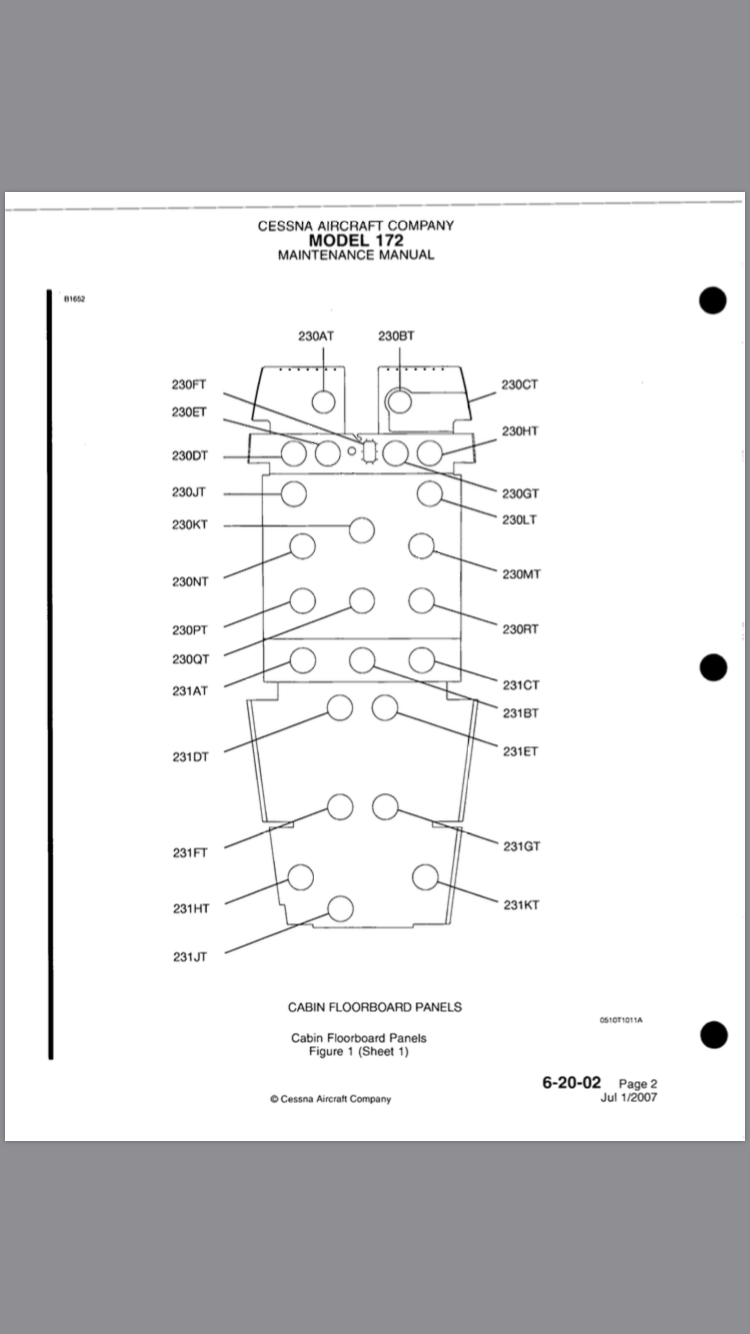 CESSNA AIRCRAFT COMPANY
MODEL 172
MAINTENANCE MANUAL
B1652
230AT
230BT
230FT
230CT
230ET
230HT
230DT
230JT
230GT
230LT
230KT
230MT
230NT
230PT
230RT
230QT
231CT
231AT
231BT
231DT
231ET
231FT
231GT
231HT
231KT
231JT
CABIN FLOORBOARD PANELS
0510T1011A
Cabin Floorboard Panels
Figure 1 (Sheet 1)
6-20-02 Page 2
Jul 1/2007
© Cessna Aircraft Company